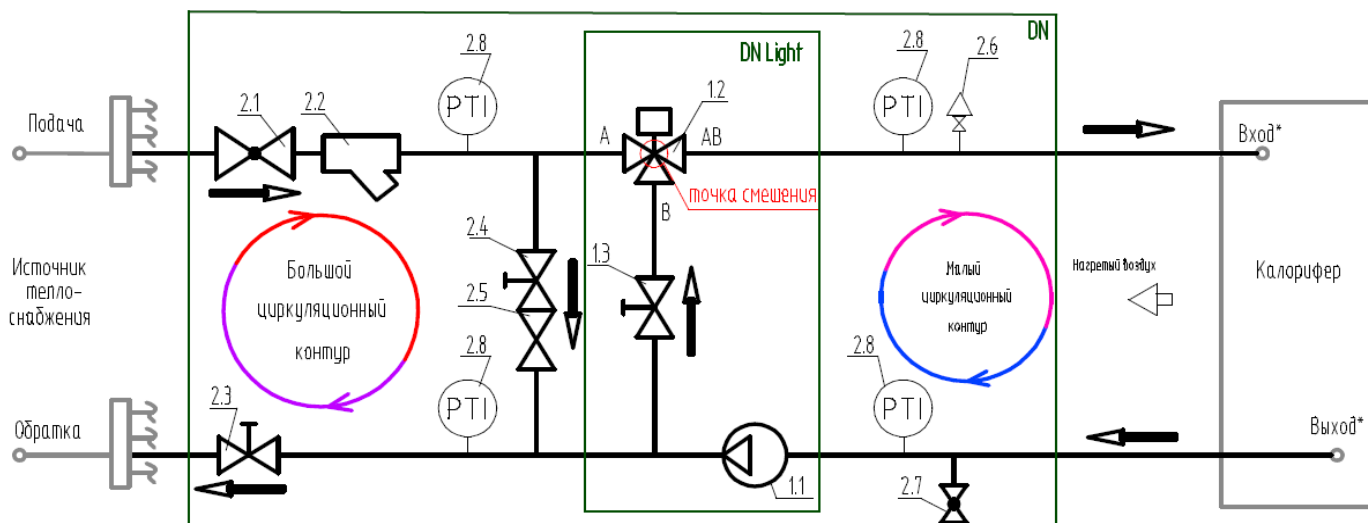 DN
DN Light
2.8
2.8
2.6
2.1
2.2
1.2
PTI
PTI
Подача
A
AB
Вход*
точка смешения
B
2.4
1.3
Источник
тепло-
снабжения
Большой
циркуляционный
контур
2.5
Малый
циркуляционный
контур
Нагретый воздух
Калорифер
2.8
2.8
2.3
PTI
PTI
Обратка
Выход*
1.1
2.7